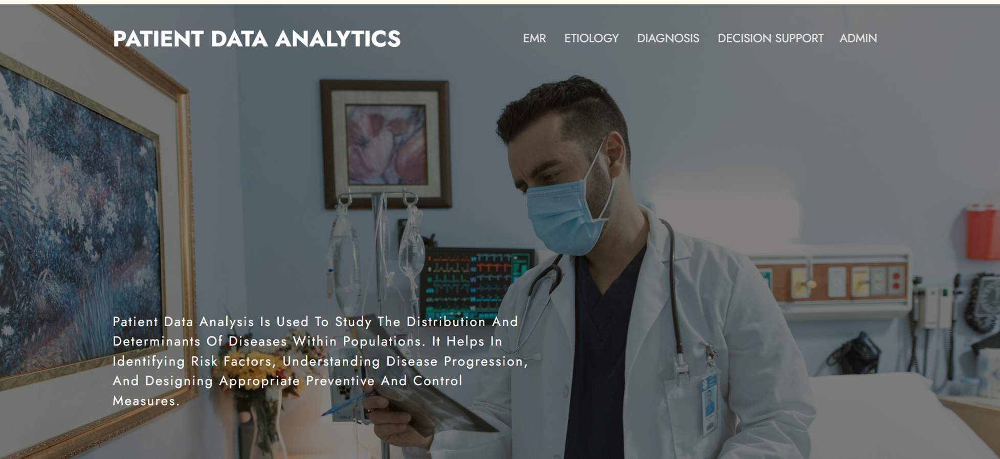 PATIENT DATA ANALYTICS
EMR ETIOLOGY DIAGNOSIS DECISION SUPPORT ADMIN
Patient Data Analysis Is Used To Study The Distribution And
Determinants Of Diseases Within Populations. It Helps In
Identifying Risk Factors, Understanding Disease Progression,
And Designing Appropriate Preventive And Control
Measures.